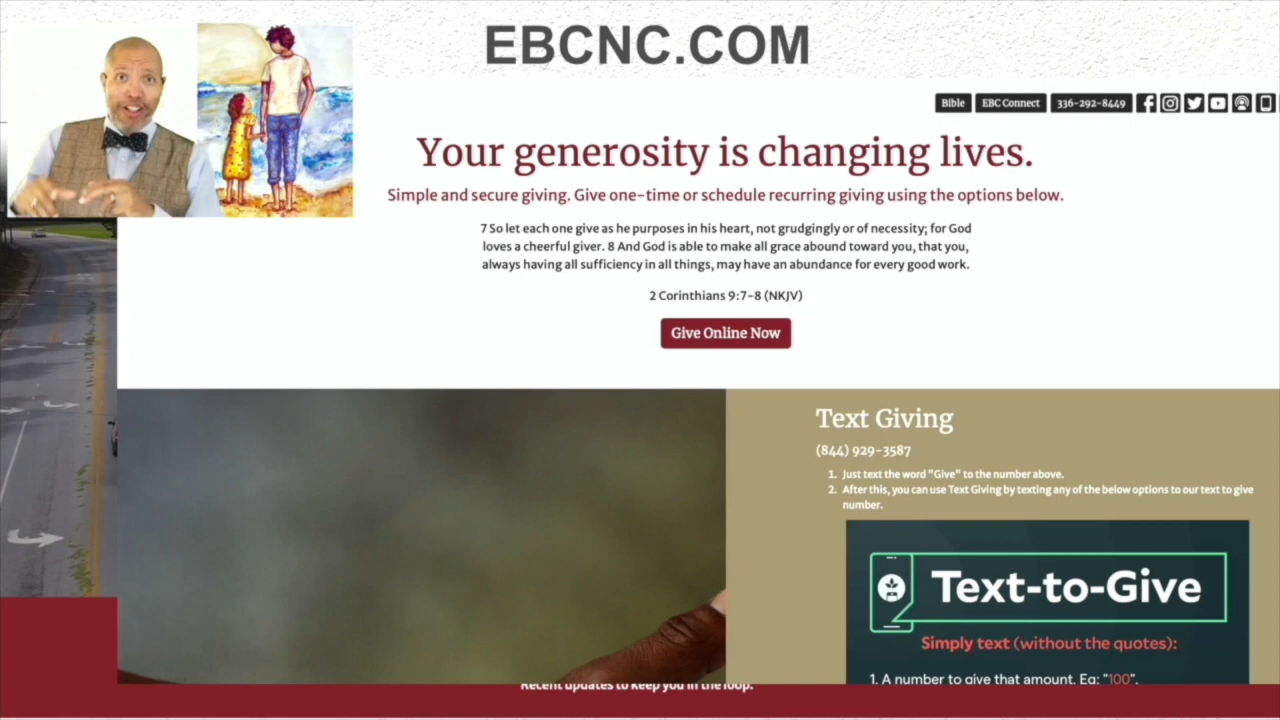 EBCNC.COM
Bible
EBC Connect
336-292-8449
Your generosity is changing lives.
Simple and secure giving. Give one-time or schedule recurring giving using the options below.
7 So let each one give as he purposes in his heart, not grudgingly or of necessity; for God
loves a cheerful giver. 8 And God is able to make all grace abound toward you, that you,
always having all sufficiency in all things, may have an abundance for every good work.
2 Corinthians 9:7-8 (NKJV)
Give Online Now
Text Giving
(844) 929-3587
1. Just text the word "Give" to the number above.
2. After this, you can use Text Giving by texting any of the below options to our text to give
number.
Text-to-Give
Simply text (without the quotes):
1. A number to give that amount. Eg: "100".
Recent updates to keep you in the loop.